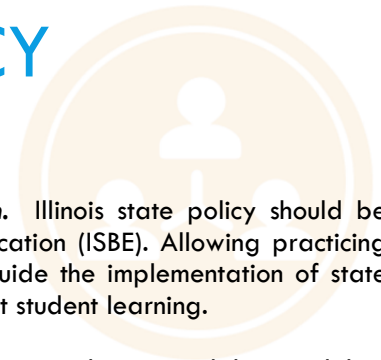 CY
. Illinois state policy should be
cation (ISBE). Allowing practicing
uide the implementation of state
t student learning.